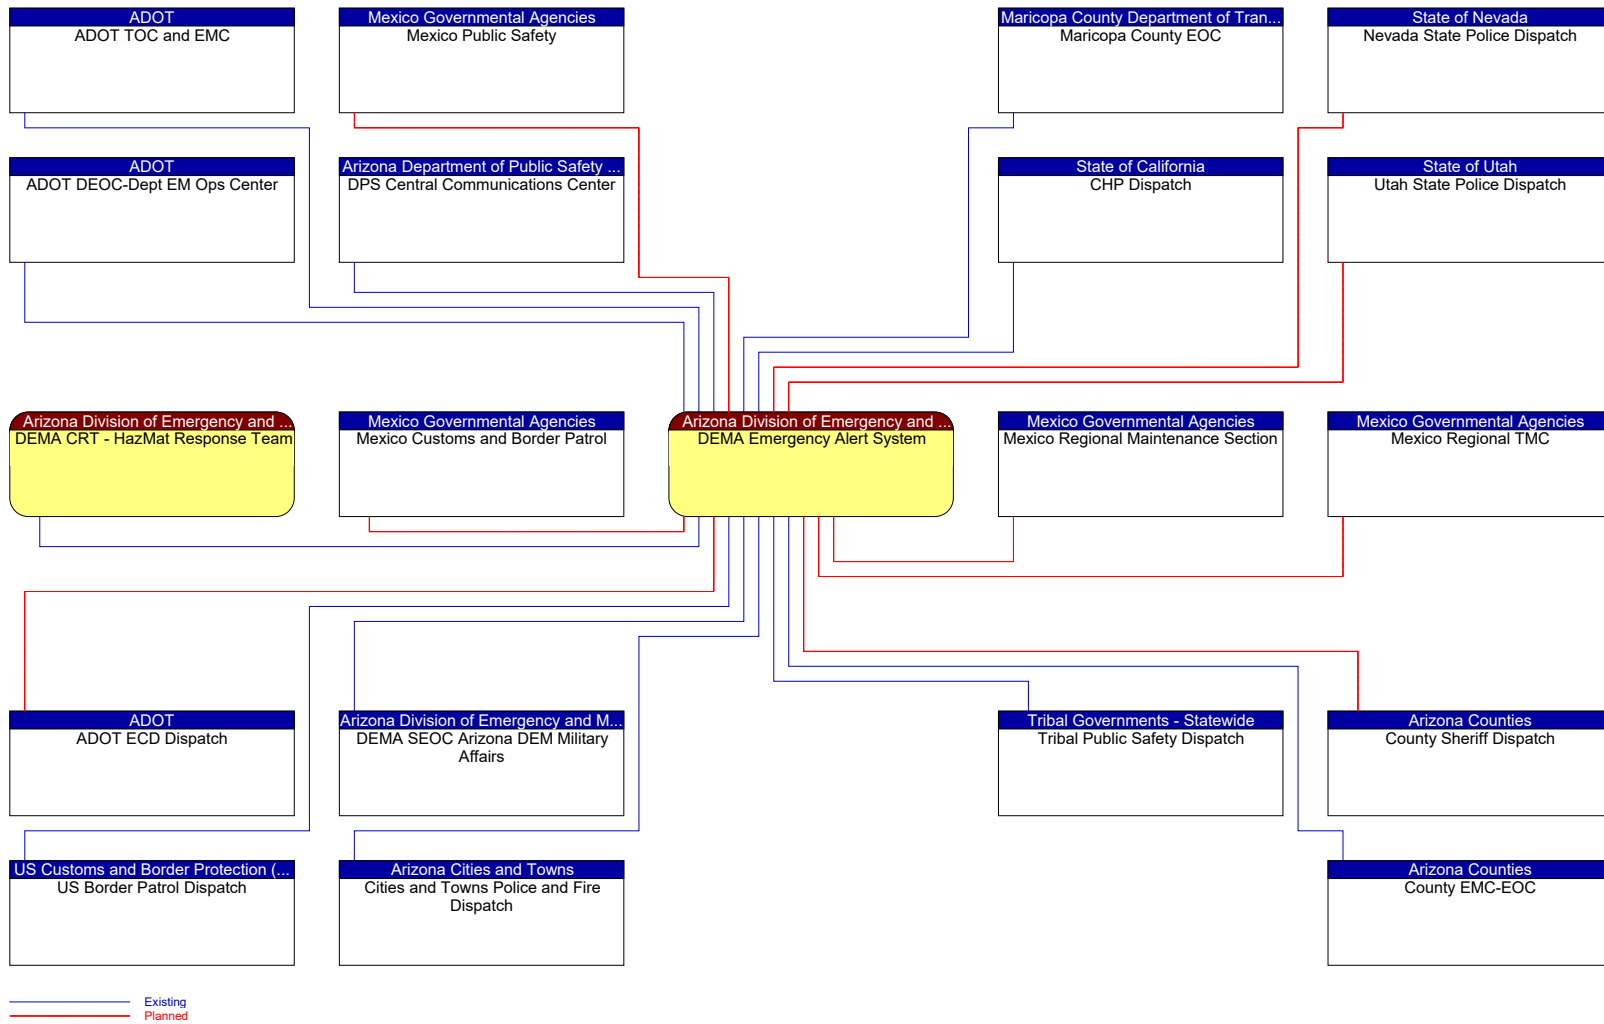 ADOT
ADOT TOC and EMC
Mexico Governmental Agencies
Mexico Public Safety
Maricopa County Department of Tran...
Maricopa County EOC
State of Nevada
Nevada State Police Dispatch
ADOT
ADOT DEOC-Dept EM Ops Center
Arizona Department of Public Safety ...
DPS Central Communications Center
State of California
CHP Dispatch
State of Utah
Utah State Police Dispatch
Arizona Division of Emergency and ...
DEMA CRT - HazMat Response Team
Mexico Governmental Agencies
Mexico Customs and Border Patrol
Arizona Division of Emergency and ...
DEMA Emergency Alert System
Mexico Governmental Agencies
Mexico Regional Maintenance Section
Mexico Governmental Agencies
Mexico Regional TMC
ADOT
ADOT ECD Dispatch
Arizona Division of Emergency and M...
DEMA SEOC Arizona DEM Military
Affairs
Tribal Governments - Statewide
Tribal Public Safety Dispatch
Arizona Counties
County Sheriff Dispatch
US Customs and Border Protection (...
US Border Patrol Dispatch
Arizona Cities and Towns
Cities and Towns Police and Fire
Dispatch
Arizona Counties
County EMC-EOC
Existing
Planned